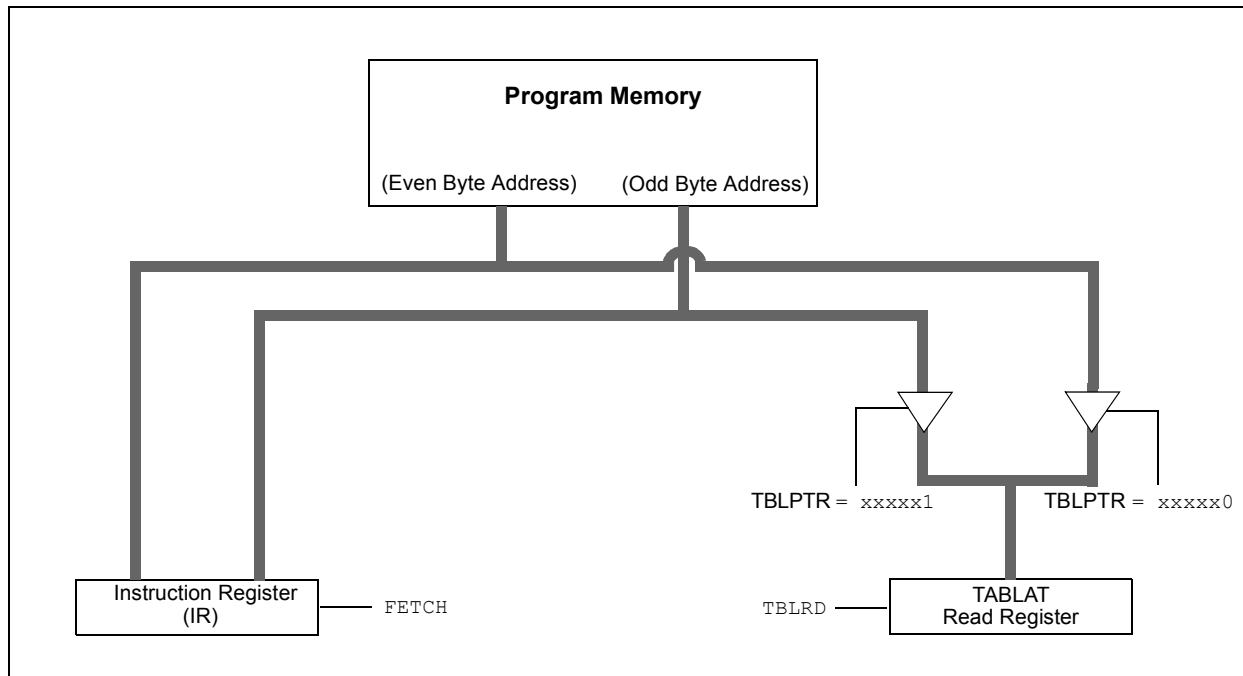 Program Memory
(Even Byte Address) (Odd Byte Address)
TBLPTR = xxxxx1
TBLPTR = xxxxx0
Instruction Register
(IR)
FETCH
TBLRD
TABLAT
Read Register